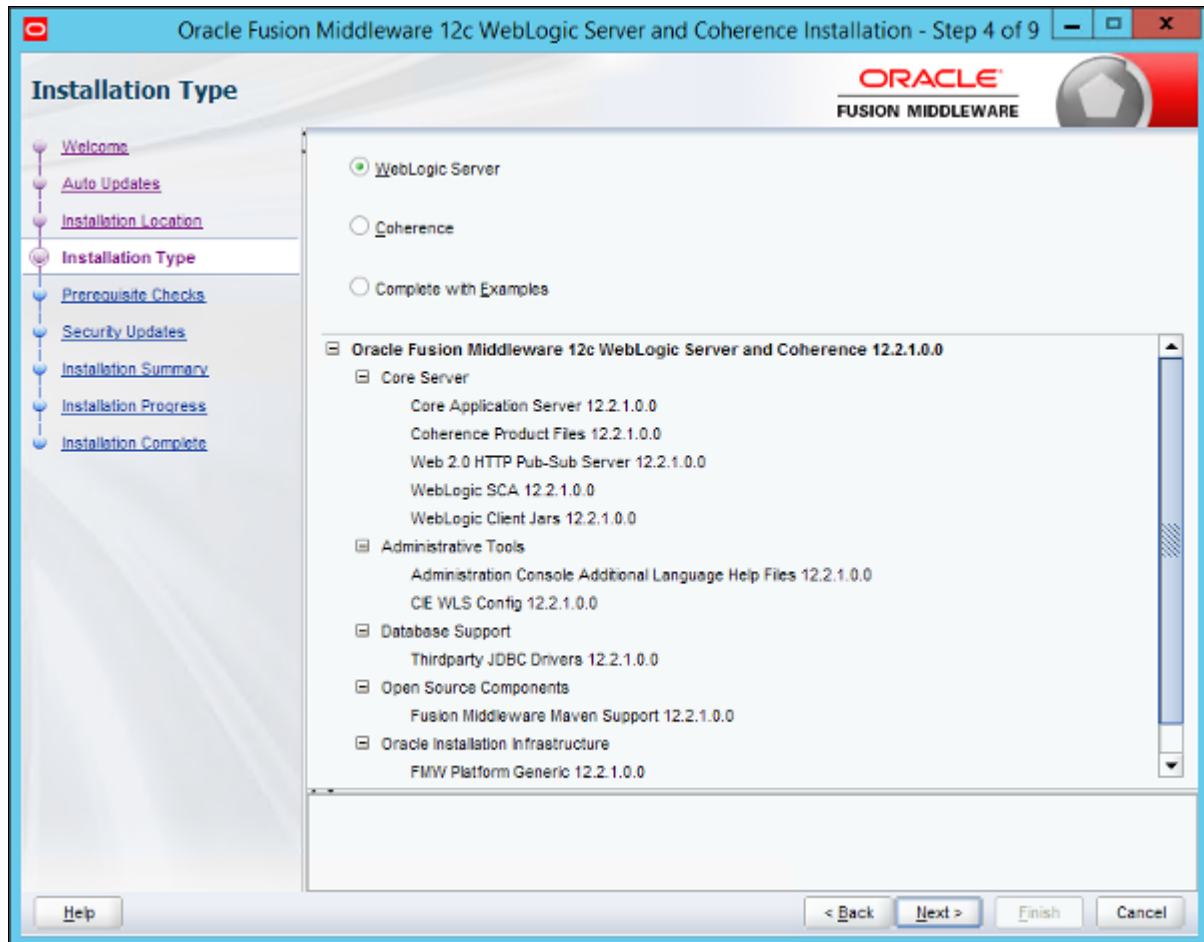 Oracle Fusion Middleware 12c WebLogic Server and Coherence Installation - Step 4 of 9
Installation Type
ORACLE
FUSION MIDDLEWARE
Welcome
Auto Updates
Installation Location
Installation Type
Prerequisite Checks
Security Updates
Installation Summary
Installation Progress
Installation Complete
WebLogic Server
Coherence
Complete with Examples
Oracle Fusion Middleware 12c WebLogic Server and Coherence 12.2.1.0.0
Core Server
Core Application Server 12.2.1.0.0
Coherence Product Files 12.2.1.0.0
Web 2.0 HTTP Pub-Sub Server 12.2.1.0.0
WebLogic SCA 12.2.1.0.0
WebLogic Client Jars 12.2.1.0.0
Administrative Tools
Administration Console Additional Language Help Files 12.2.1.0.0
CIE WLS Config 12.2.1.0.0
Database Support
Thirdparty JDBC Drivers 12.2.1.0.0
Open Source Components
Fusion Middleware Maven Support 12.2.1.0.0
Oracle Installation Infrastructure
FMW Platform Generic 12.2.1.0.0
Help
< Back
Next >
Finish
Cancel